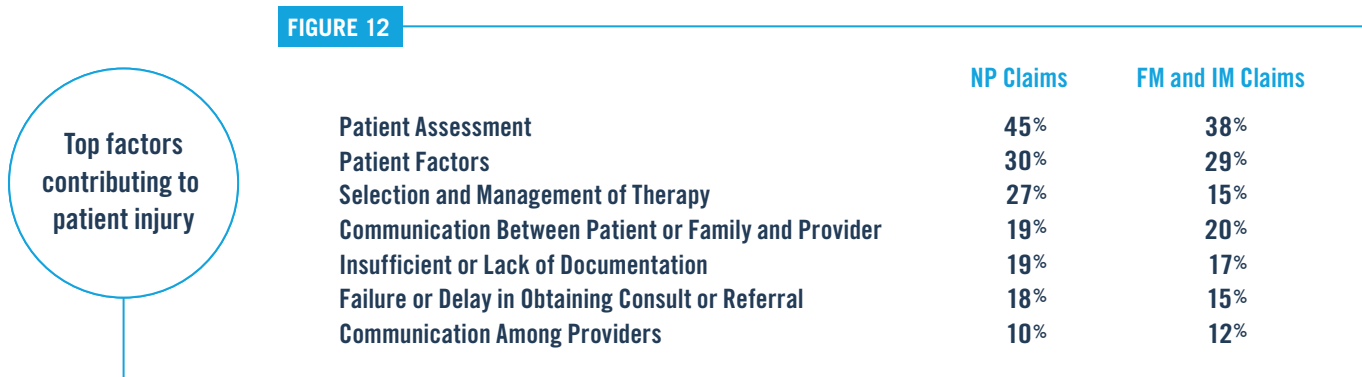 FIGURE 12
Top factors
contributing to
patient injury
NP Claims FM and IM Claims
Patient Assessment 45% 38%
Patient Factors 30% 29%
Selection and Management of Therapy 27% 15%
Communication Between Patient or Family and Provider 19% 20%
Insufficient or Lack of Documentation 19% 17%
Failure or Delay in Obtaining Consult or Referral 18% 15%
Communication Among Providers 10% 12%